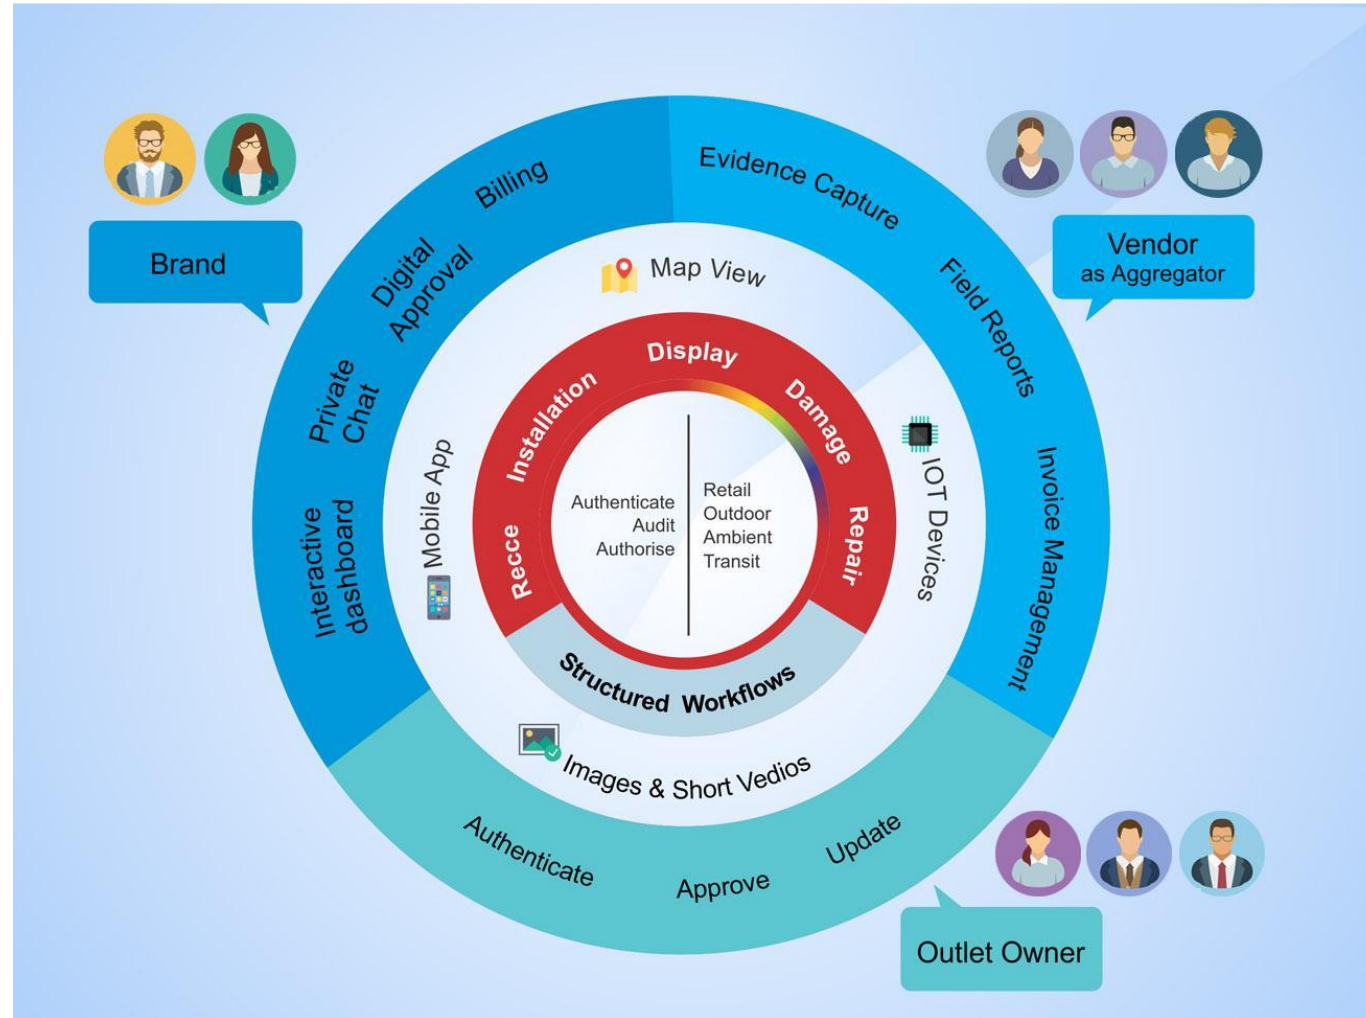 Brand
Vendor
as Aggregator
Outlet Owner
Interactive
dashboard
Private
Chat
Digital
Approval
Billing
Evidence Capture
Field Reports
Invoice Management
Authenticate
Approve
Update
Mobile App
Map View
IOT Devices
Images & Short Vedios
Recce
Installation
Display
Damage
Repair
Structured Workflows
Authenticate
Audit
Authorise
Retail
Outdoor
Ambient
Transit